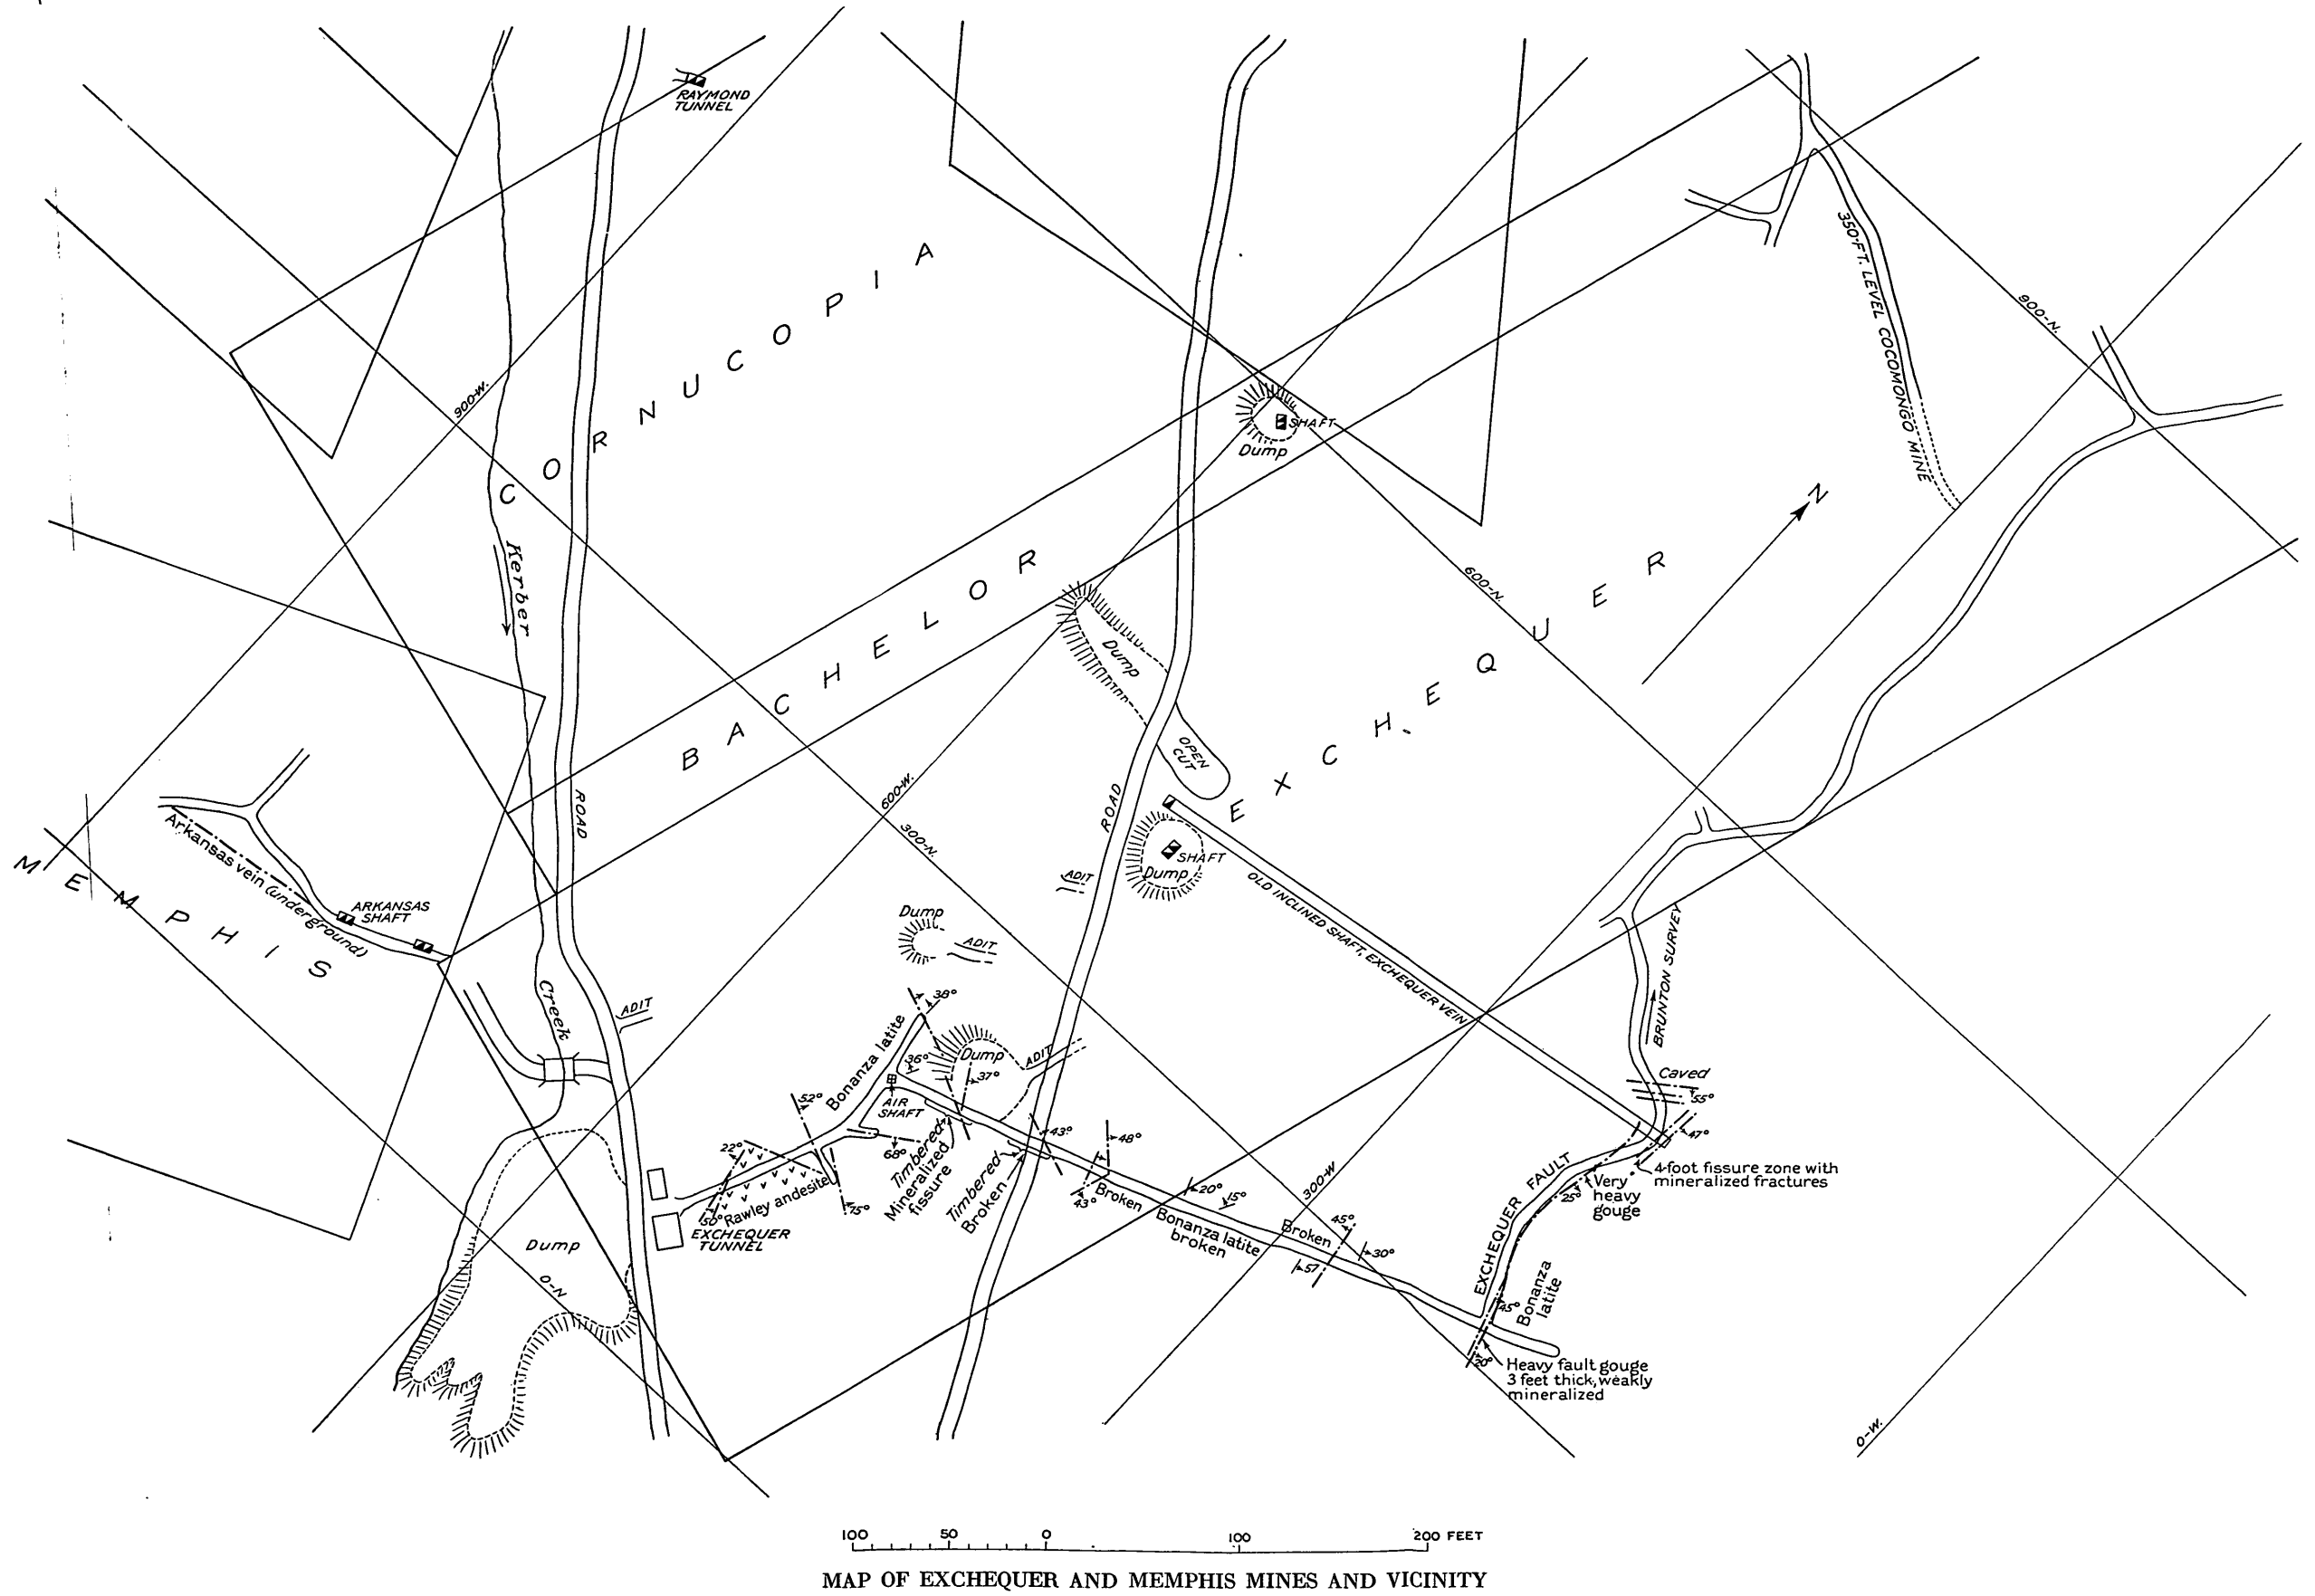 RAYMOND
TUNNEL
CORNUCOPIA
350-FT. LEVEL COCOMONGO MINE
900-N.
900-W.
SHAFT
Dump
N
Kerber
BACHELOR
600-N.
Dump
OPEN
CUT
EXCHEQUER
ROAD
600-W.
300-N.
ROAD
SHAFT
Dump
ADIT
OLD INCLINED SHAFT, EXCHEQUER VEIN
MEMPHIS
Arkansas vein (underground)
ARKANSAS
SHAFT
Dump
ADIT
BRUNTON SURVEY
Creek
ADIT
38°
Bonanza latite
36°
Dump
ADIT
37°
AIR
SHAFT
52°
Caved
55°
47°
22°
68°
Timbered
Mineralized
fissure
Timbered
Broken
43°
48°
43°
Broken
4-foot fissure zone with
mineralized fractures
Very
heavy
gouge
25°
EXCHEQUER FAULT
50°
Rawley andesite
75°
EXCHEQUER
TUNNEL
20°
15°
Bonanza latite
broken
Broken
45°
30°
57
300-W
Dump
0-N
45°
Bonanza
latite
20°
Heavy fault gouge
3 feet thick, weakly
mineralized
0-W.
100 50 0 100 200 FEET
MAP OF EXCHEQUER AND MEMPHIS MINES AND VICINITY